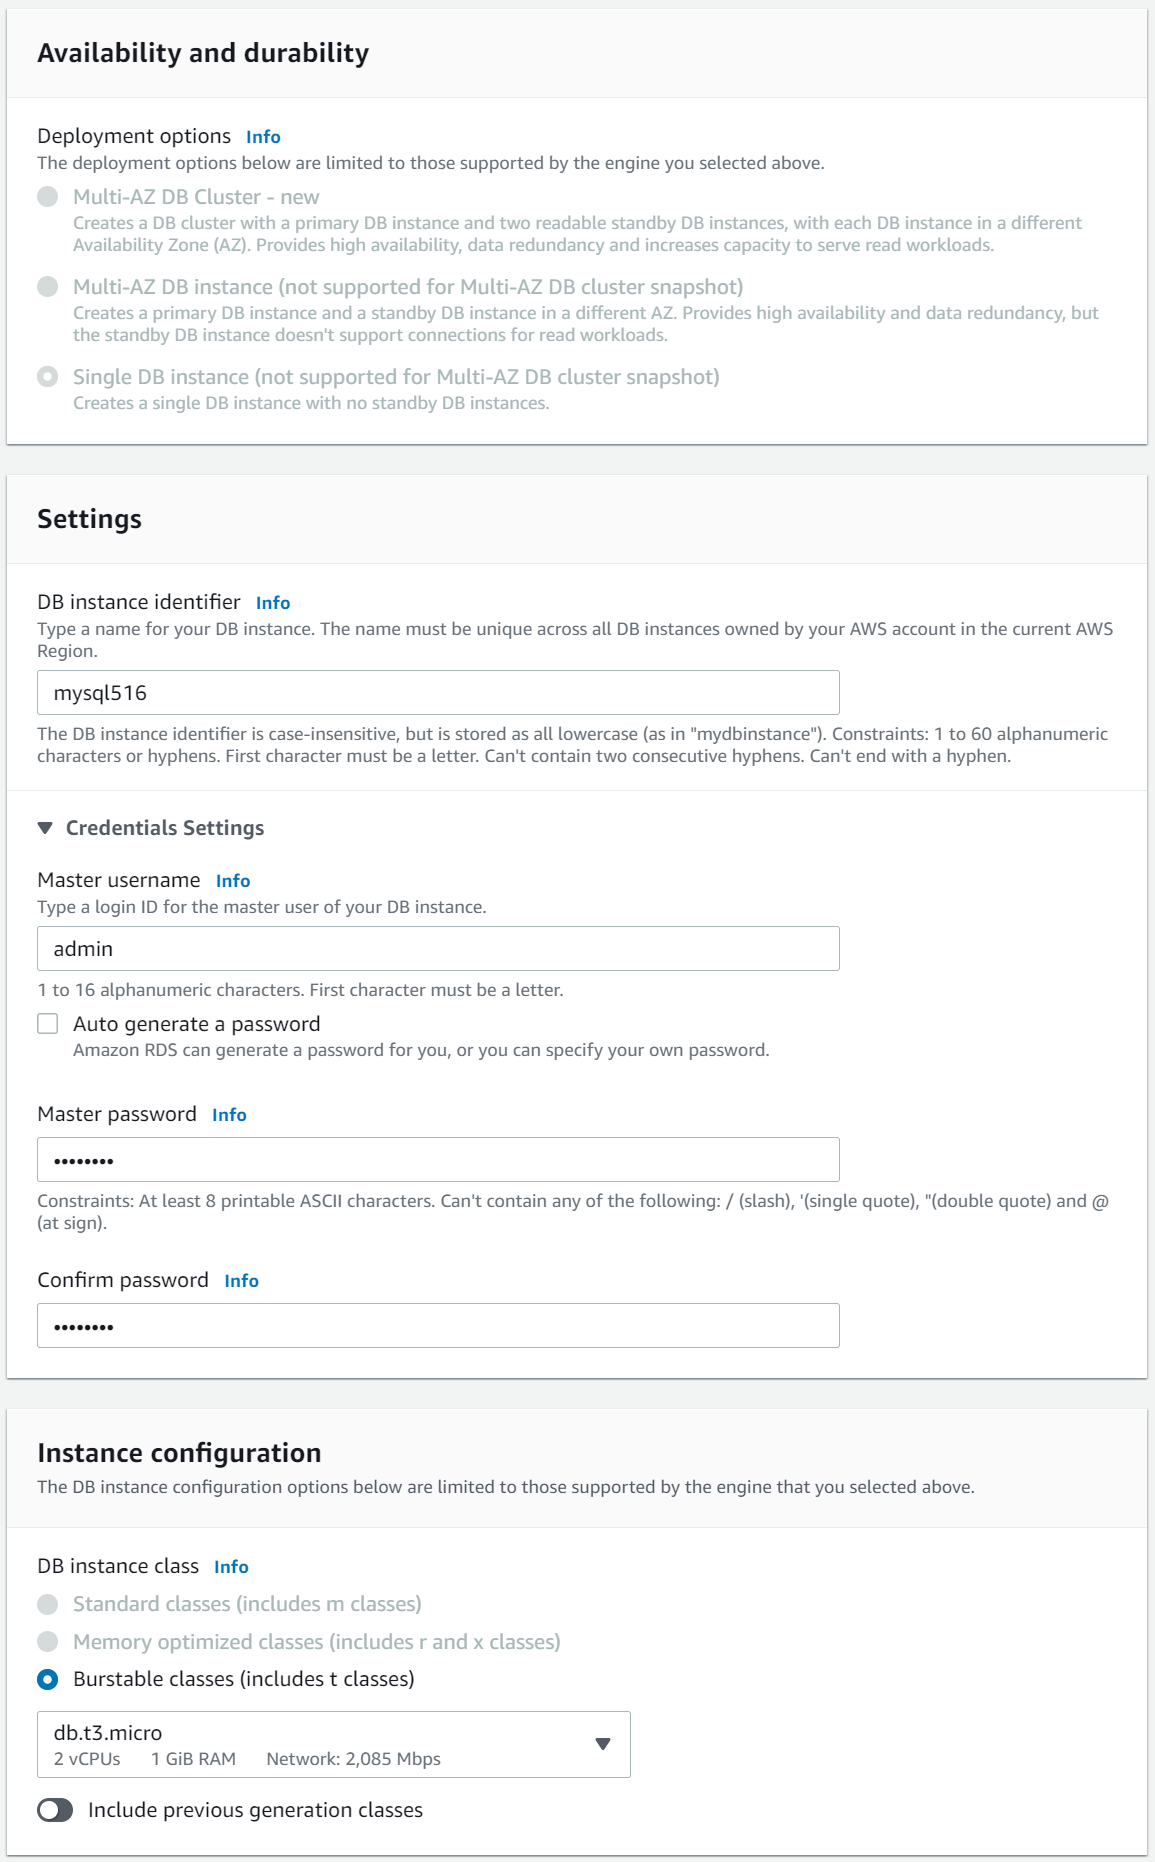 Availability and durability
Deployment options Info
The deployment options below are limited to those supported by the engine you selected above.
Multi-AZ DB Cluster - new
Creates a DB cluster with a primary DB instance and two readable standby DB instances, with each DB instance in a different
Availability Zone (AZ). Provides high availability, data redundancy and increases capacity to serve read workloads.
Multi-AZ DB instance (not supported for Multi-AZ DB cluster snapshot)
Creates a primary DB instance and a standby DB instance in a different AZ. Provides high availability and data redundancy, but
the standby DB instance doesn't support connections for read workloads.
Single DB instance (not supported for Multi-AZ DB cluster snapshot)
Creates a single DB instance with no standby DB instances.
Settings
DB instance identifier Info
Type a name for your DB instance. The name must be unique across all DB instances owned by your AWS account in the current AWS
Region.
mysql516
The DB instance identifier is case-insensitive, but is stored as all lowercase (as in "mydbinstance"). Constraints: 1 to 60 alphanumeric
characters or hyphens. First character must be a letter. Can't contain two consecutive hyphens. Can't end with a hyphen.
Credentials Settings
Master username Info
Type a login ID for the master user of your DB instance.
admin
1 to 16 alphanumeric characters. First character must be a letter.
Auto generate a password
Amazon RDS can generate a password for you, or you can specify your own password.
Master password Info
••••••••
Constraints: At least 8 printable ASCII characters. Can't contain any of the following: / (slash), '(single quote), "(double quote) and @
(at sign).
Confirm password Info
••••••••
Instance configuration
The DB instance configuration options below are limited to those supported by the engine that you selected above.
DB instance class Info
Standard classes (includes m classes)
Memory optimized classes (includes r and x classes)
Burstable classes (includes t classes)
db.t3.micro
2 vCPUs 1 GiB RAM Network: 2,085 Mbps
Include previous generation classes